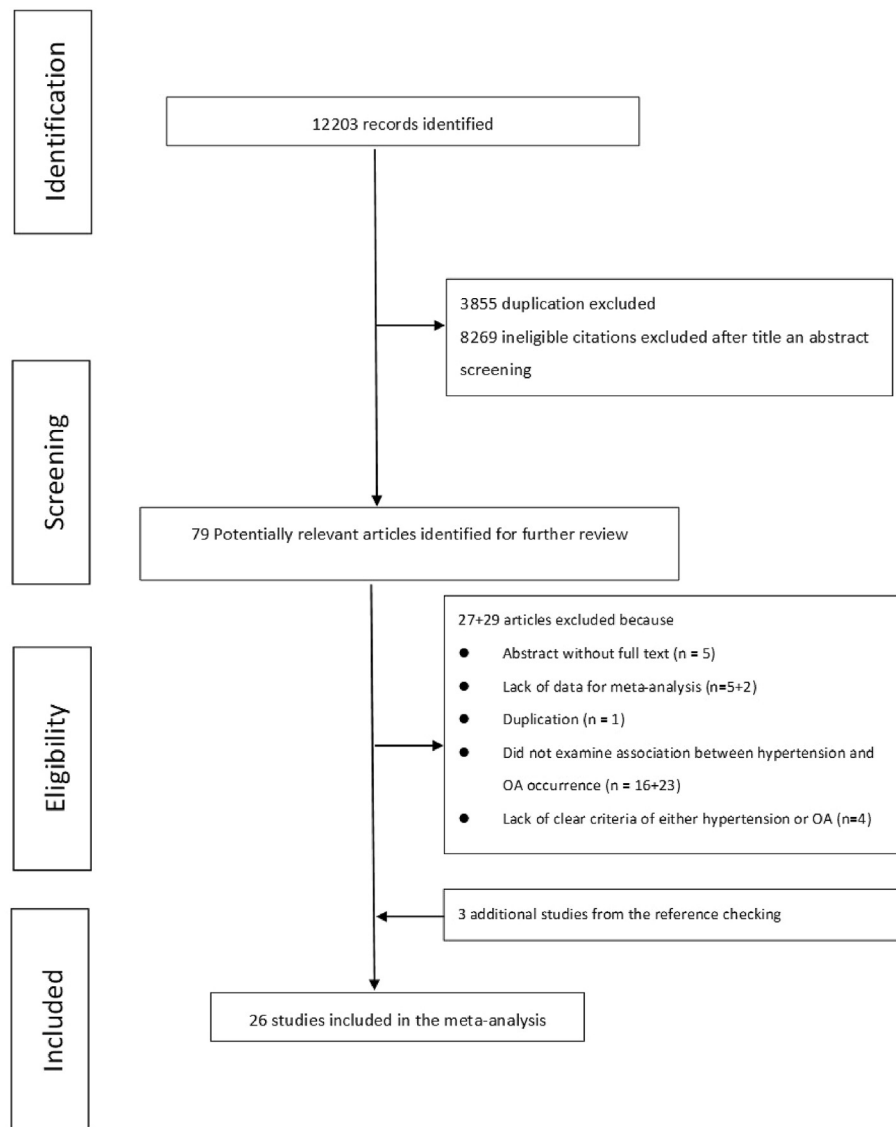 Identification
12203 records identified
3855 duplication excluded
8269 ineligible citations excluded after title an abstract
screening
Screening
79 Potentially relevant articles identified for further review
Eligibility
27+29 articles excluded because
● Abstract without full text (n = 5)
● Lack of data for meta-analysis (n=5+2)
● Duplication (n = 1)
● Did not examine association between hypertension and
OA occurrence (n = 16+23)
● Lack of clear criteria of either hypertension or OA (n=4)
3 additional studies from the reference checking
Included
26 studies included in the meta-analysis